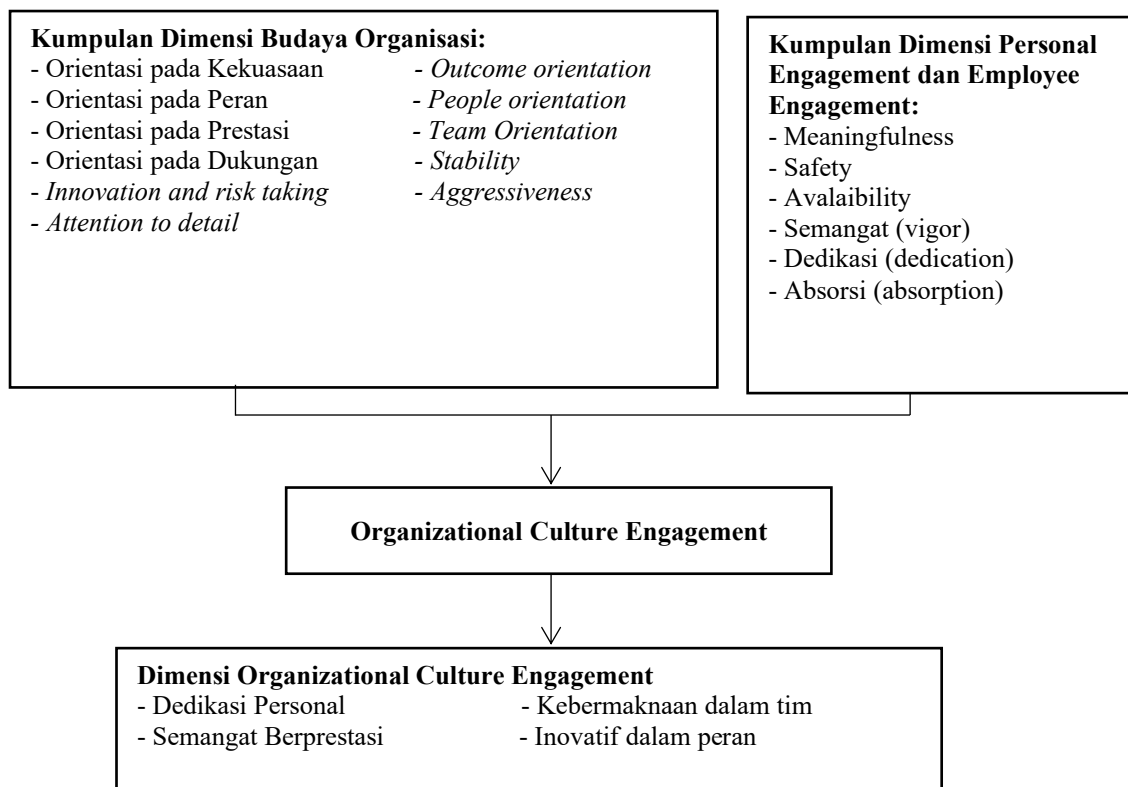 Kumpulan Dimensi Budaya Organisasi:
- Orientasi pada Kekuasaan
- Orientasi pada Peran
- Orientasi pada Prestasi
- Orientasi pada Dukungan
- Innovation and risk taking
- Attention to detail
- Outcome orientation
- People orientation
- Team Orientation
- Stability
- Aggressiveness
Kumpulan Dimensi Personal
Engagement dan Employee
Engagement:
- Meaningfulness
- Safety
- Avalaibility
- Semangat (vigor)
- Dedikasi (dedication)
- Absorsi (absorption)
Organizational Culture Engagement
Dimensi Organizational Culture Engagement
- Dedikasi Personal
- Semangat Berprestasi
- Kebermaknaan dalam tim
- Inovatif dalam peran